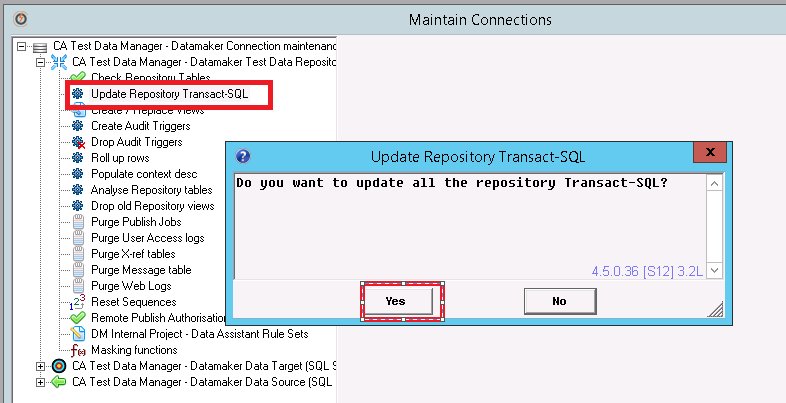 Maintain Connections
CA Test Data Manager - Datamaker Connection maintenanc
CA Test Data Manager - Datamaker Test Data Reposito
Check Repository Tables
Update Repository Transact-SQL
Create / Replace Views
Create Audit Triggers
Drop Audit Triggers
Roll up rows
Populate context desc
Analyse Repository tables
Drop old Repository views
Purge Publish Jobs
Purge User Access logs
Purge X-ref tables
Purge Message table
Purge Web Logs
Reset Sequences
Remote Publish Authorisation
DM Internal Project - Data Assistant Rule Sets
Masking functions
CA Test Data Manager - Datamaker Data Target (SQL S
CA Test Data Manager - Datamaker Data Source (SQL
Update Repository Transact-SQL
X
Do you want to update all the repository Transact-SQL?
4.5.0.36 [S12] 3.2L
Yes
No